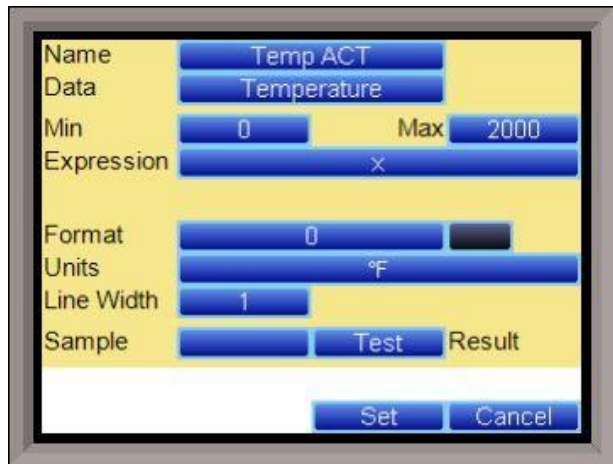 Name Temp ACT
Data Temperature
Min 0 Max 2000
Expression x
Format 0
Units °F
Line Width 1
Sample Test Result
Set Cancel